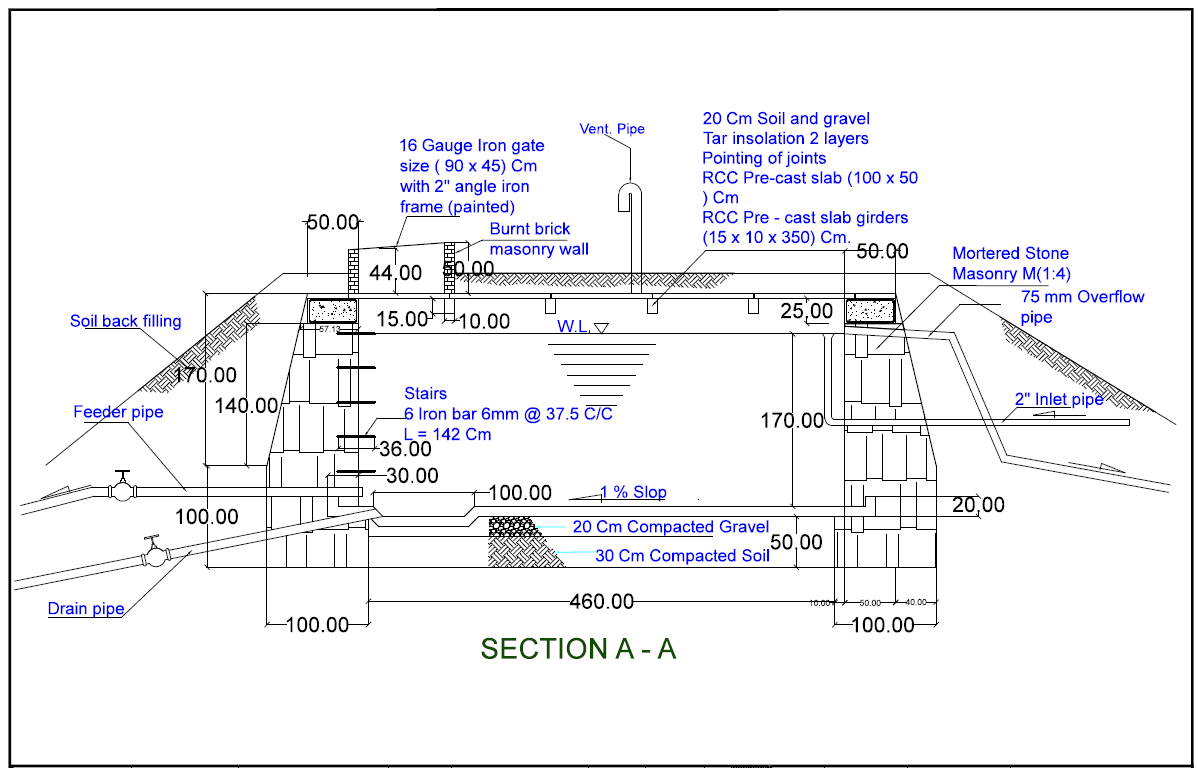 20 Cm Soil and gravel
Tar insolation 2 layers
Pointing of joints
RCC Pre-cast slab (100 x 50
) Cm
RCC Pre - cast slab girders
(15 x 10 x 350) Cm.
Vent. Pipe
16 Gauge Iron gate
size ( 90 x 45) Cm
with 2" angle iron
frame (painted)
50.00
Burnt brick
masonry wall
50.00
Mortered Stone
Masonry M(1:4)
44.00
50.00
75 mm Overflow
pipe
Soil back filling
15.00
10.00
25.00
W.L.
170.00
140.00
Stairs
6 Iron bar 6mm @ 37.5 C/C
L = 142 Cm
2" Inlet pipe
Feeder pipe
170.00
36.00
30.00
100.00
1 % Slop
20.00
100.00
20 Cm Compacted Gravel
50.00
30 Cm Compacted Soil
Drain pipe
460.00
50.00
40.00
100.00
100.00
SECTION A - A